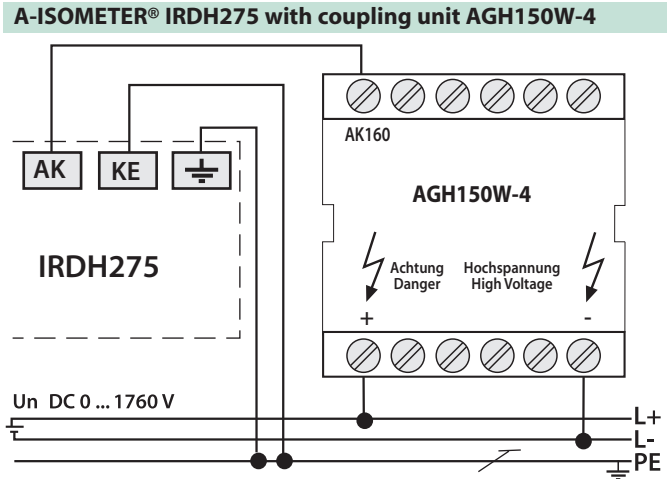 A-ISOMETER® IRDH275 with coupling unit AGH150W-4
AK160
AK KE
AGH150W-4
IRDH275
Achtung Hochspannung
Danger High Voltage
+ -
Un DC 0 ... 1760 V
L+
L-
PE